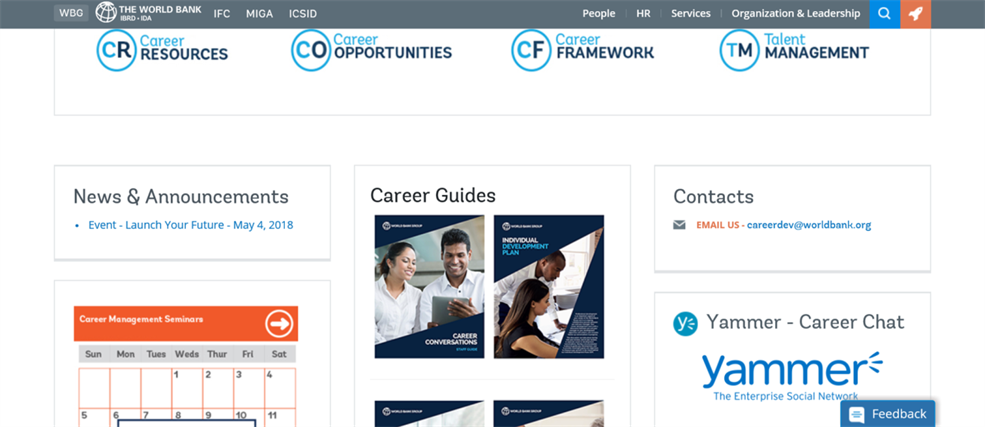 WBG
THE WORLD BANK
IBRD • IDA
IFC
MIGA
ICSID
People
HR
Services
Organization & Leadership
CR Career RESOURCES
CO Career OPPORTUNITIES
CF Career FRAMEWORK
TM Talent MANAGEMENT
News & Announcements
Event - Launch Your Future - May 4, 2018
Career Management Seminars
Sun Mon Tues Weds Thur Fri Sat
1 2 3 4
5 6 7 8 9 10 11
Career Guides
WORLD BANK GROUP
CAREER
CONVERSATIONS
STAFF GUIDE
WORLD BANK GROUP
INDIVIDUAL
DEVELOPMENT
PLAN
WORLD BANK GROUP
WORLD BANK GROUP
Contacts
EMAIL US - careerdev@worldbank.org
Yammer - Career Chat
yammer
The Enterprise Social Network
Feedback